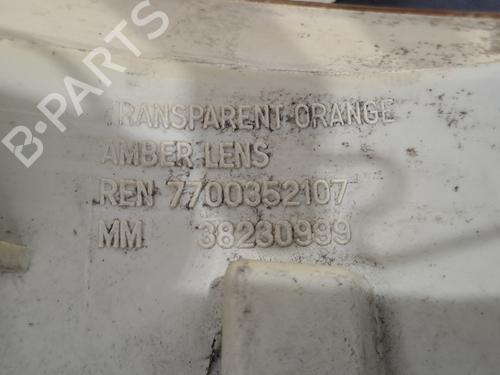 B-PARTS
TRANSPARENT ORANGE
AMBER LENS
REN 7700352107
MM 38230999